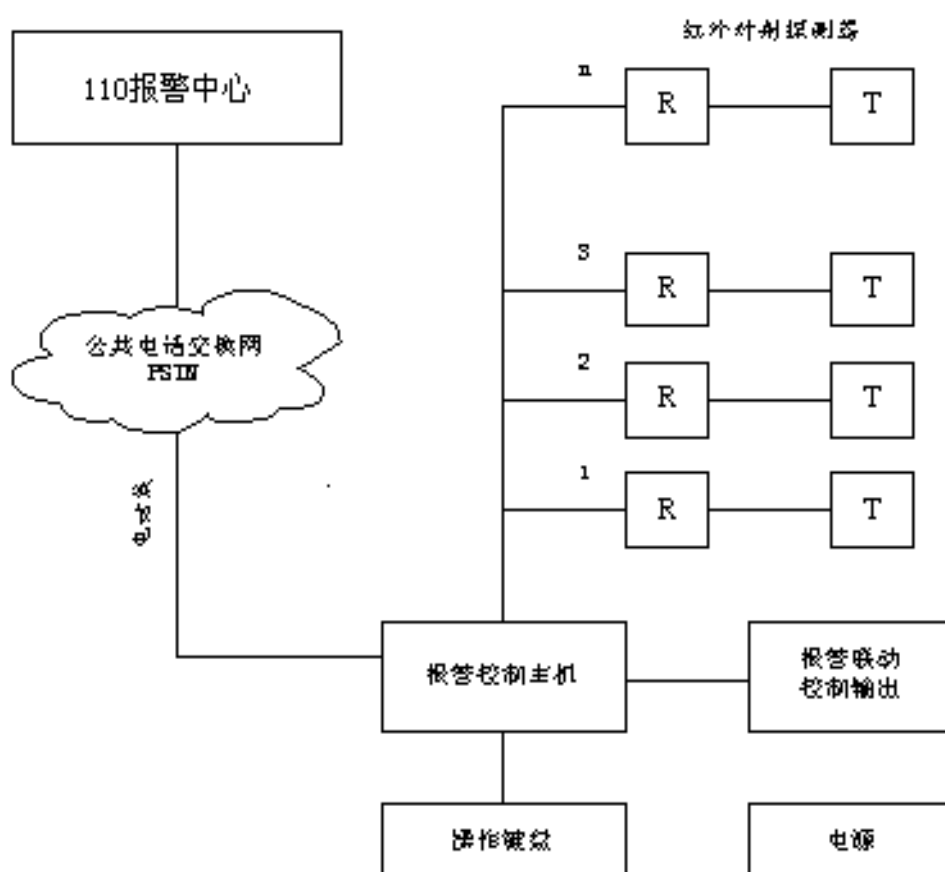 红外对射探测器
110报警中心
n
R
T
3
R
T
公共电话交换网
PSTN
2
R
T
电话线
1
R
T
报警控制主机
报警联动
控制输出
操作键盘
电源